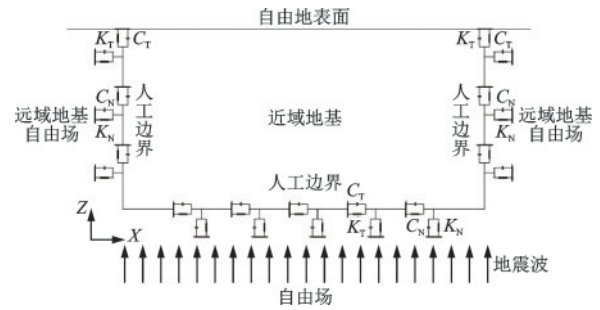 自由地表面
K_T C_T
K_T C_T
C_N
人工边界
远域地基
自由场
K_N
近域地基
人工边界
C_N
K_N
远域地基
自由场
人工边界
C_T
K_T
C_N
K_N
Z
X
地震波
自由场